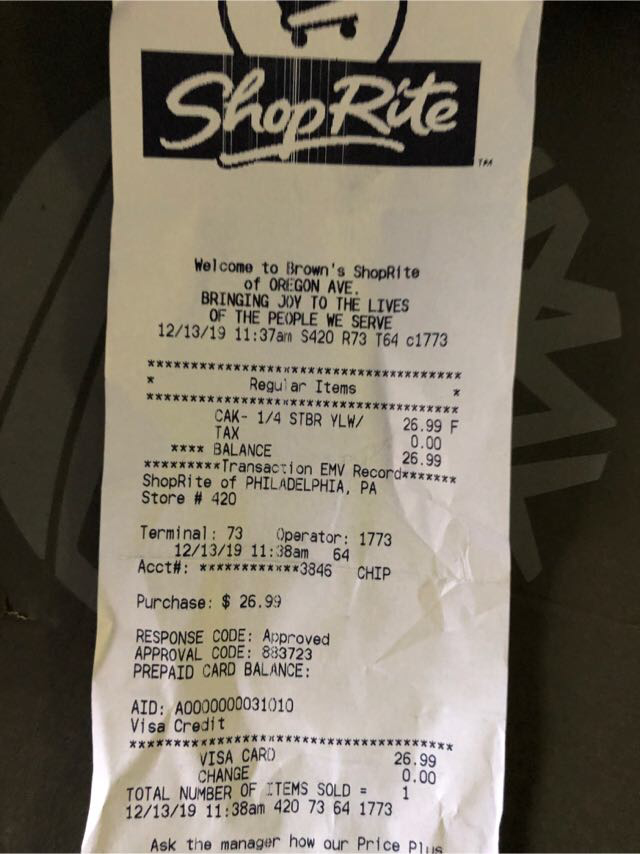 ShopRite
TM
Welcome to Brown's ShopRite
of OREGON AVE.
BRINGING JOY TO THE LIVES
OF THE PEOPLE WE SERVE
12/13/19 11:37am S420 R73 T64 c1773
****************************************
* Regular Items *
****************************************
CAK- 1/4 STBR YLW/ 26.99 F
TAX 0.00
**** BALANCE 26.99
*********Transaction EMV Record*******
ShopRite of PHILADELPHIA, PA
Store # 420
Terminal: 73 Operator: 1773
12/13/19 11:38am 64
Acct#: ************3846 CHIP
Purchase: $ 26.99
RESPONSE CODE: Approved
APPROVAL CODE: 883723
PREPAID CARD BALANCE:
AID: A0000000031010
Visa Credit
****************************************
VISA CARD 26.99
CHANGE 0.00
TOTAL NUMBER OF ITEMS SOLD = 1
12/13/19 11:38am 420 73 64 1773
Ask the manager how our Price Plus